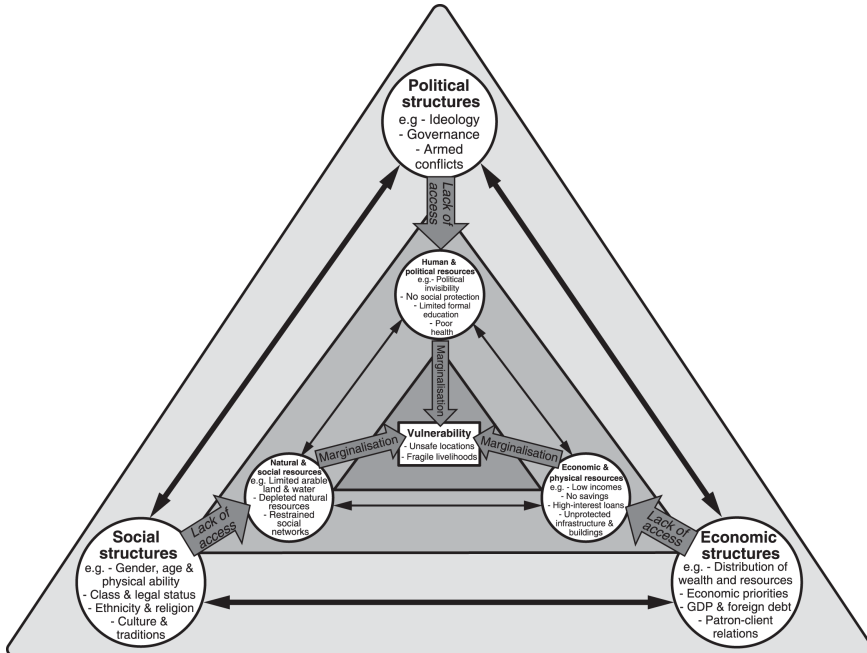 Political
structures
e.g - Ideology
- Governance
- Armed
conflicts
Lack of
access
Human &
political resources
e.g.- Political
invisibility
- No social protection
- Limited formal
education
- Poor
health
Marginalisation
Vulnerability
- Unsafe locations
- Fragile livelihoods
Marginalisation
Marginalisation
Natural &
social resources
e.g. Limited arable
land & water
- Depleted natural
resources
- Restrained
social
networks
Economic &
physical resources
e.g.- Low incomes
- No savings
- High-interest loans
- Unprotected
infrastructure &
buildings
Lack of
access
Lack of
access
Social
structures
e.g. - Gender, age &
physical ability
- Class & legal status
- Ethnicity & religion
- Culture &
traditions
Economic
structures
e.g. - Distribution of
wealth and resources
- Economic priorities
- GDP & foreign debt
- Patron-client
relations